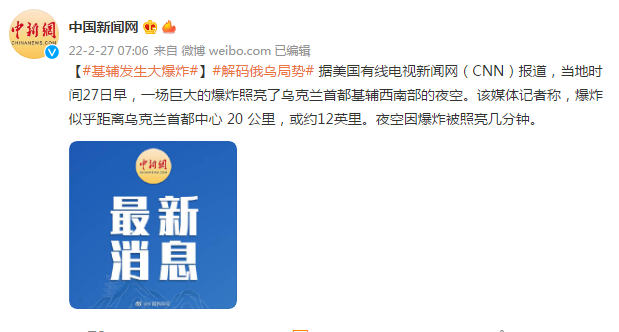 中新網
CHINANEWS.COM
中国新闻网
22-2-27 07:06 来自 微博 weibo.com 已编辑
【#基辅发生大爆炸#】#解码俄乌局势# 据美国有线电视新闻网（CNN）报道，当地时
间27日早，一场巨大的爆炸照亮了乌克兰首都基辅西南部的夜空。该媒体记者称，爆炸
似乎距离乌克兰首都中心 20 公里，或约12英里。夜空因爆炸被照亮几分钟。
中新網
CHINANEWS.COM
最新
消息